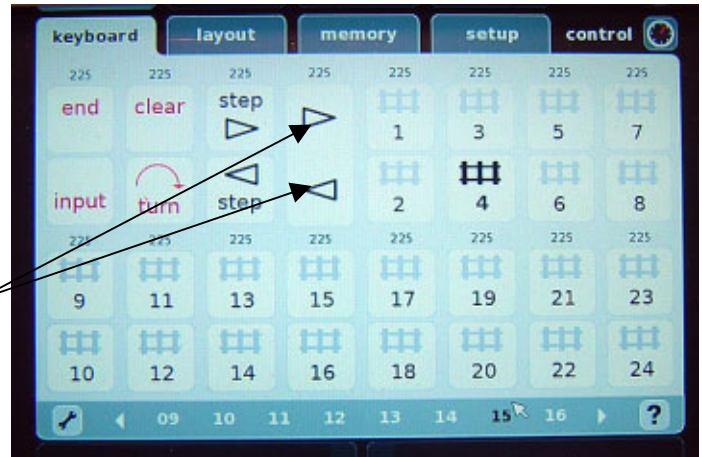 keyboard layout memory setup control
225 225 225 225 225 225 225 225
end clear step 1 3 5 7
input turn step 2 4 6 8
225 225 225 225 225 225 225 225
9 11 13 15 17 19 21 23
10 12 14 16 18 20 22 24
09 10 11 12 13 14 15 16 ?